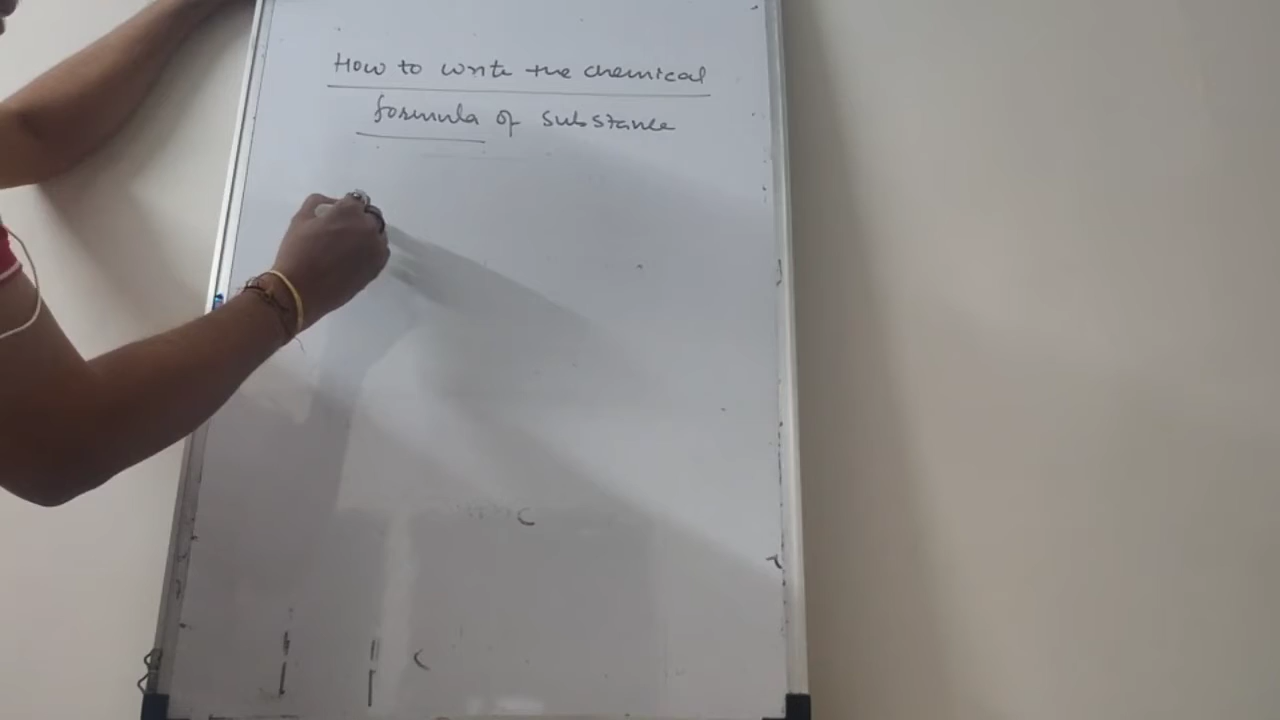 How to write the chemical
formula of substance